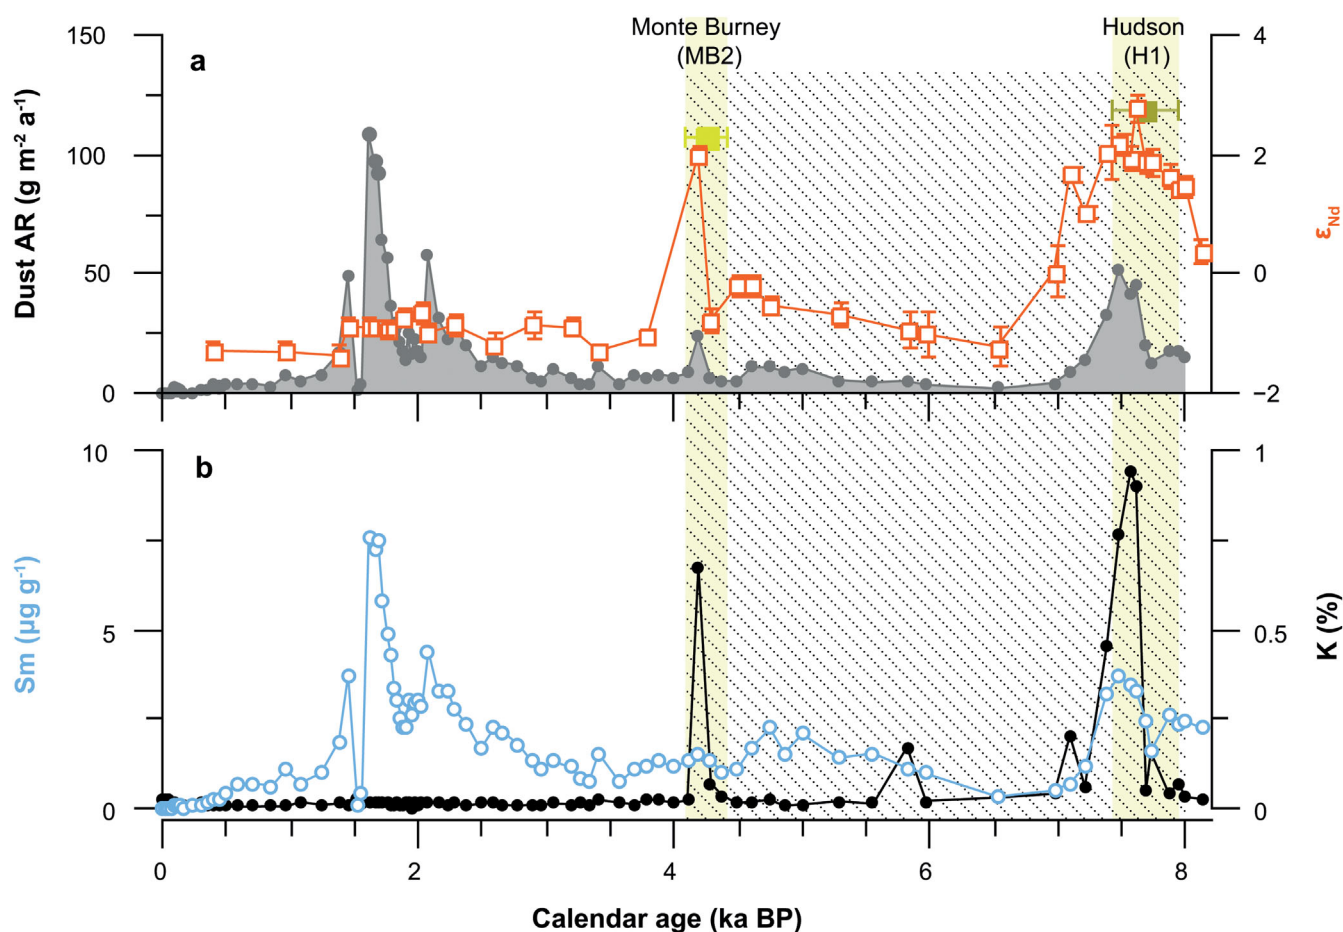 Monte Burney
(MB2)
Hudson
(H1)
a
150
100
50
0
Dust AR (g m⁻² a⁻¹)
4
2
0
−2
εNd
b
10
5
0
Sm (µg g⁻¹)
1
0.5
0
K (%)
0
2
4
6
8
Calendar age (ka BP)